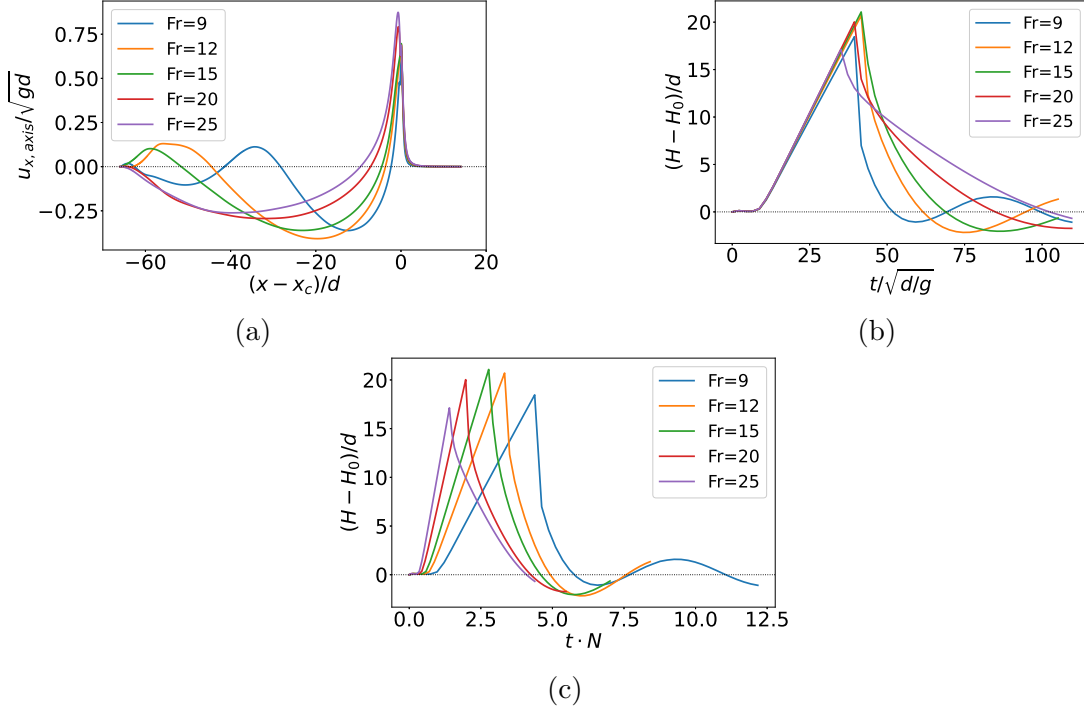 Fr=9
Fr=12
Fr=15
Fr=20
Fr=25
0.75
0.50
0.25
0.00
−0.25
u_{x,axis}/√gd
−60 −40 −20 0 20
(x − x_c)/d
(a)
Fr=9
Fr=12
Fr=15
Fr=20
Fr=25
20
15
10
5
0
(H − H_0)/d
0 25 50 75 100
t/√d/g
(b)
Fr=9
Fr=12
Fr=15
Fr=20
Fr=25
20
15
10
5
0
(H − H_0)/d
0.0 2.5 5.0 7.5 10.0 12.5
t · N
(c)